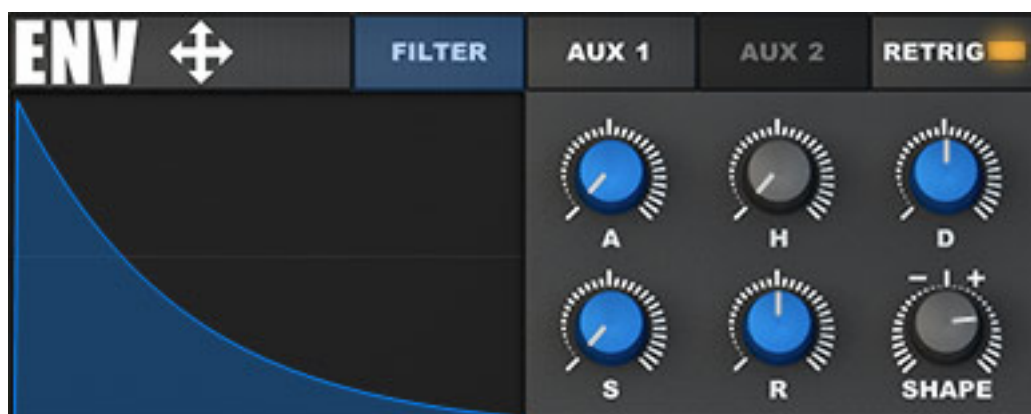 ENV
FILTER
AUX 1
AUX 2
RETRIG
A
H
D
S
R
− +
SHAPE